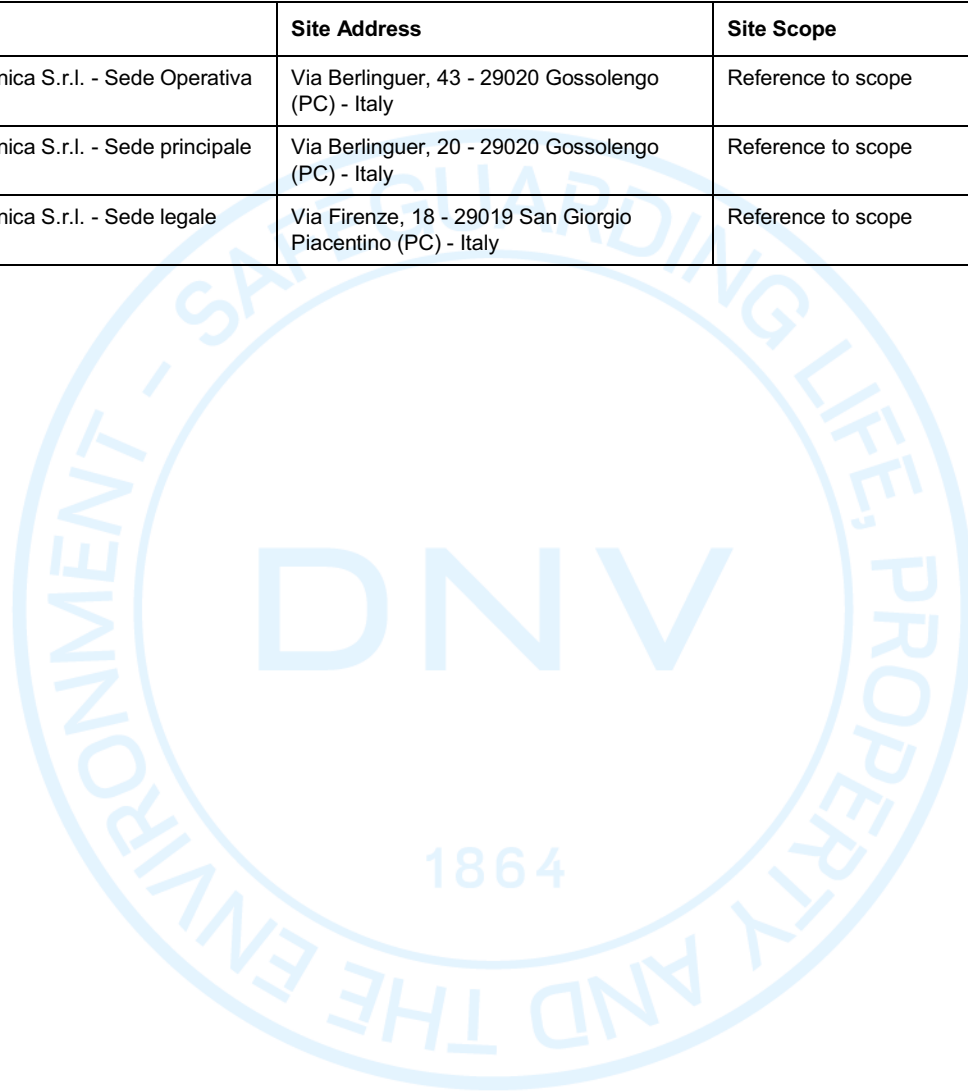 Site Address Site Scope
nica S.r.l. - Sede Operativa Via Berlinguer, 43 - 29020 Gossolengo Reference to scope
(PC) - Italy
nica S.r.l. - Sede principale Via Berlinguer, 20 - 29020 Gossolengo Reference to scope
(PC) - Italy
nica S.r.l. - Sede legale Via Firenze, 18 - 29019 San Giorgio Reference to scope
Piacentino (PC) - Italy
SAFEGUARDING LIFE, PROPERTY AND THE ENVIRONMENT -
DNV
1864